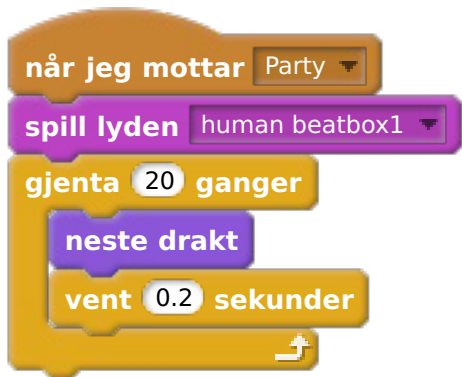 når jeg mottar Party
spill lyden human beatbox1
gjenta 20 ganger
neste drakt
vent 0.2 sekunder